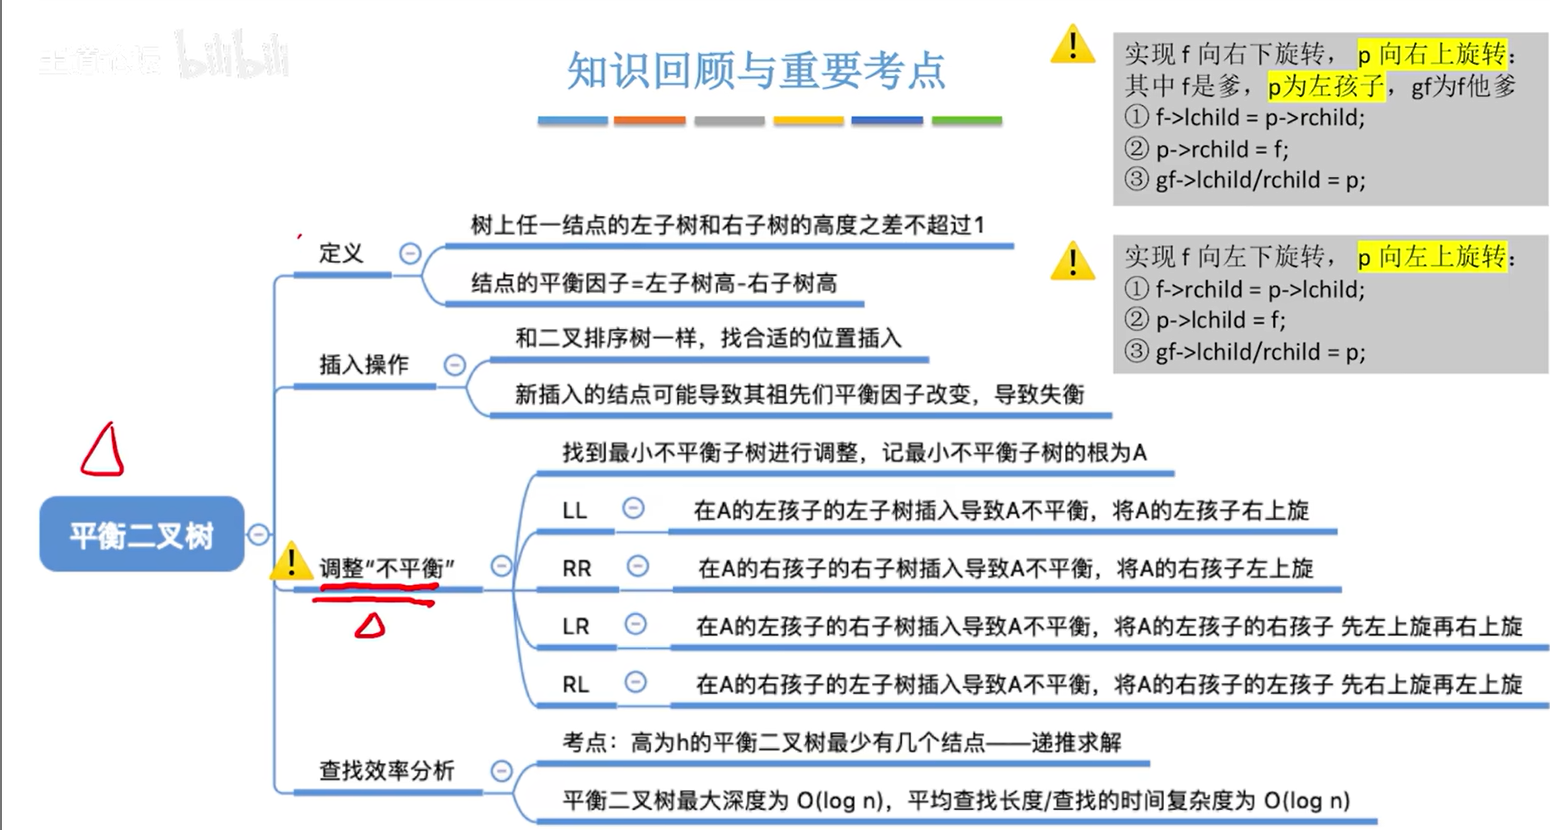 王道论坛 bilibili
知识回顾与重要考点
实现 f 向右下旋转， p 向右上旋转：
其中 f是爹，p为左孩子，gf为f他爹
① f->lchild = p->rchild;
② p->rchild = f;
③ gf->lchild/rchild = p;
实现 f 向左下旋转， p 向左上旋转：
① f->rchild = p->lchild;
② p->lchild = f;
③ gf->lchild/rchild = p;
平衡二叉树
定义
树上任一结点的左子树和右子树的高度之差不超过1
结点的平衡因子=左子树高-右子树高
插入操作
和二叉排序树一样，找合适的位置插入
新插入的结点可能导致其祖先们平衡因子改变，导致失衡
调整“不平衡”
找到最小不平衡子树进行调整，记最小不平衡子树的根为A
LL 在A的左孩子的左子树插入导致A不平衡，将A的左孩子右上旋
RR 在A的右孩子的右子树插入导致A不平衡，将A的右孩子左上旋
LR 在A的左孩子的右子树插入导致A不平衡，将A的左孩子的右孩子 先左上旋再右上旋
RL 在A的右孩子的左子树插入导致A不平衡，将A的右孩子的左孩子 先右上旋再左上旋
查找效率分析
考点：高为h的平衡二叉树最少有几个结点——递推求解
平衡二叉树最大深度为 O(log n)，平均查找长度/查找的时间复杂度为 O(log n)